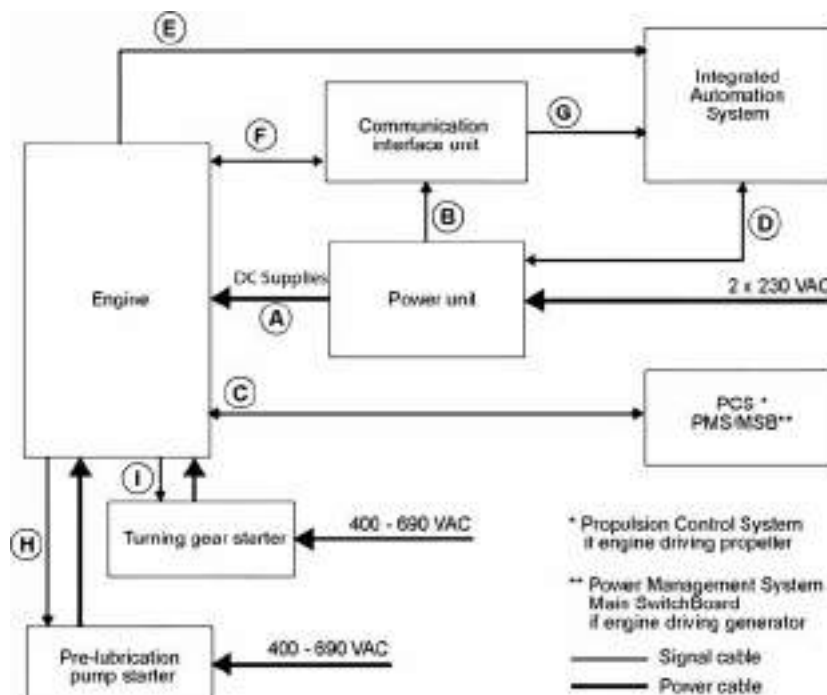 E
Integrated
Automation
System
Communication
interface unit
G
F
B
D
DC Supplies
Engine
Power unit
2 x 230 VAC
A
C
PCS *
PMS/MSB**
I
Turning gear starter
400 - 690 VAC
H
* Propulsion Control System
if engine driving propeller
** Power Management System
Main SwitchBoard
if engine driving generator
Pre-lubrication
pump starter
400 - 690 VAC
Signal cable
Power cable